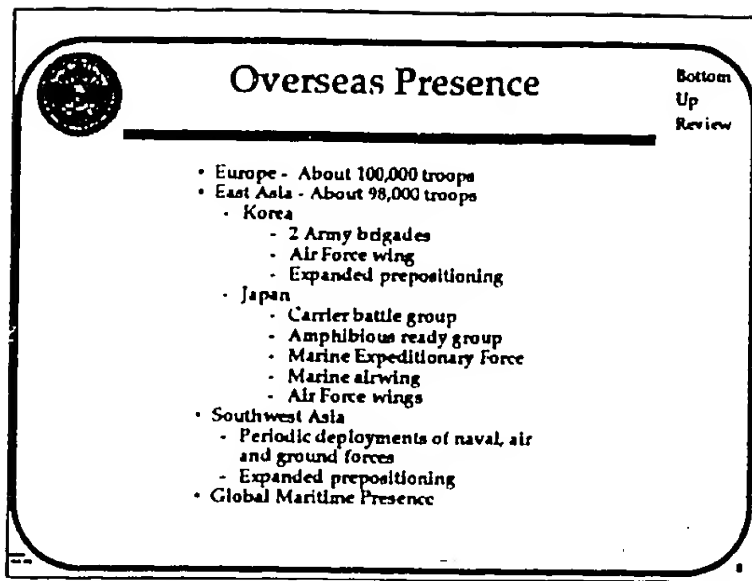 Overseas Presence
Bottom
Up
Review
• Europe - About 100,000 troops
• East Asia - About 98,000 troops
- Korea
- 2 Army brigades
- Air Force wing
- Expanded prepositioning
- Japan
- Carrier battle group
- Amphibious ready group
- Marine Expeditionary Force
- Marine airwing
- Air Force wings
• Southwest Asia
- Periodic deployments of naval, air
and ground forces
- Expanded prepositioning
• Global Maritime Presence